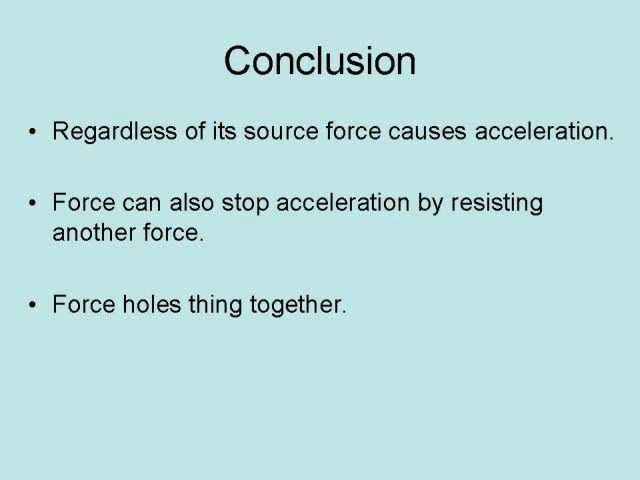 Conclusion
• Regardless of its source force causes acceleration.
• Force can also stop acceleration by resisting
another force.
• Force holes thing together.